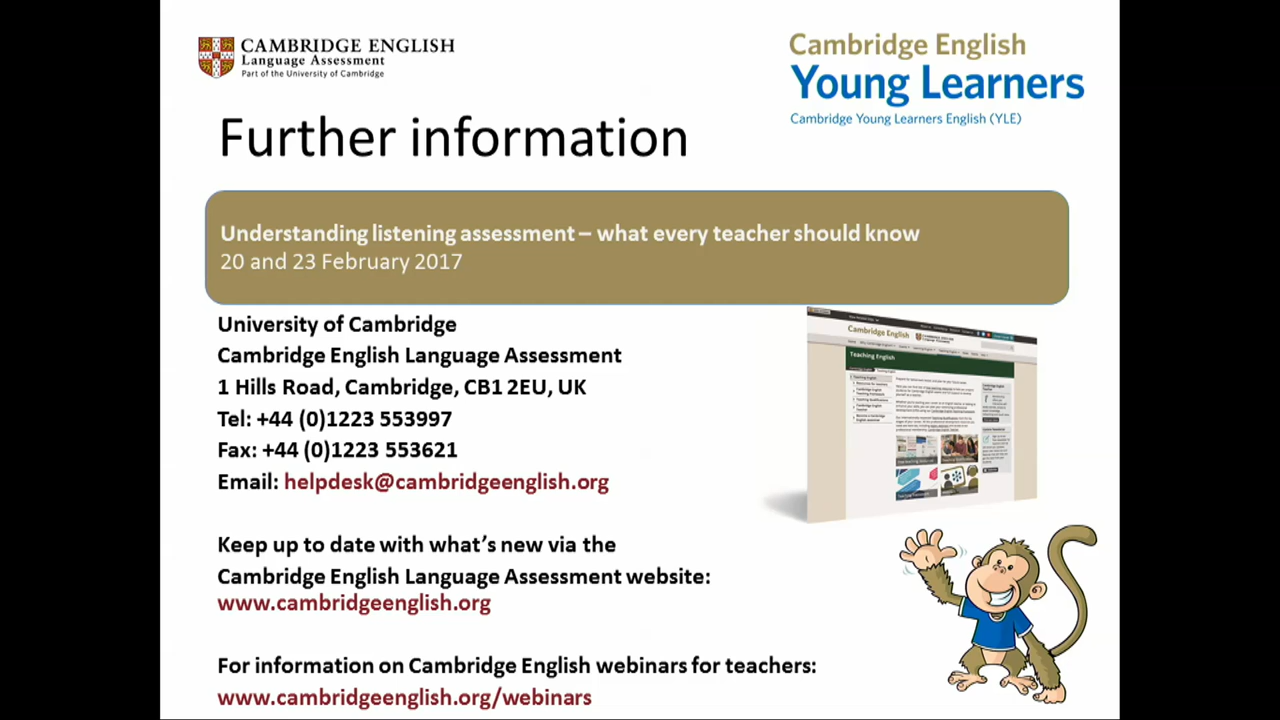 CAMBRIDGE ENGLISH
Language Assessment
Part of the University of Cambridge
Cambridge English
Young Learners
Cambridge Young Learners English (YLE)
Further information
Understanding listening assessment – what every teacher should know
20 and 23 February 2017
University of Cambridge
Cambridge English Language Assessment
1 Hills Road, Cambridge, CB1 2EU, UK
Tel: +44 (0)1223 553997
Fax: +44 (0)1223 553621
Email: helpdesk@cambridgeenglish.org
Cambridge English
Teaching English
Keep up to date with what’s new via the
Cambridge English Language Assessment website:
www.cambridgeenglish.org
For information on Cambridge English webinars for teachers:
www.cambridgeenglish.org/webinars